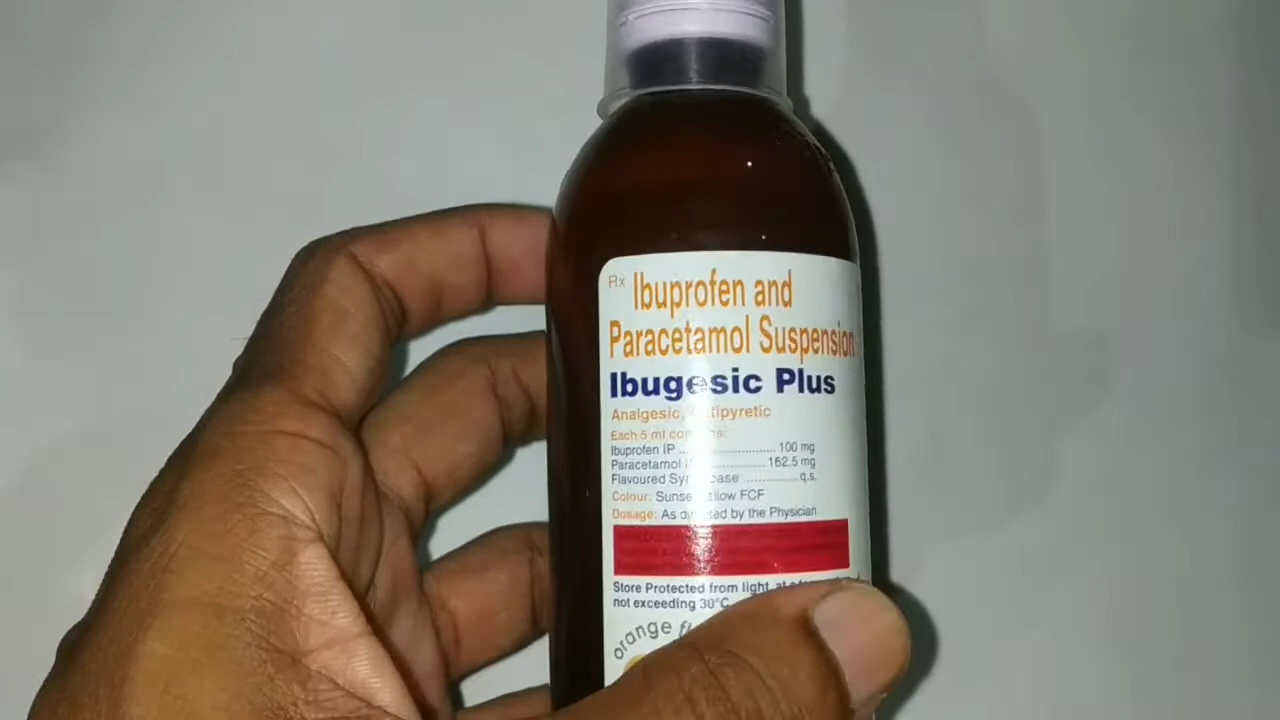 Rx Ibuprofen and
Paracetamol Suspension
Ibugesic Plus
Analgesic,
Each 5 ml
Ibuprofen IP ........................ 100 mg
Paracetamol ............... 162.5 mg
Flavoured ............. q.s.
Colour: FCF
Dosage: As by the Physician
Store Protected from light,
not exceeding 30°C
orange